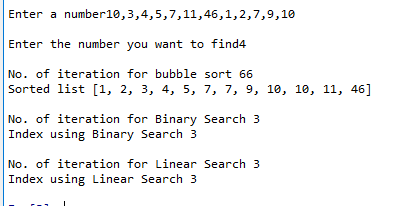 Enter a number10,3,4,5,7,11,46,1,2,7,9,10
Enter the number you want to find4
No. of iteration for bubble sort 66
Sorted list [1, 2, 3, 4, 5, 7, 7, 9, 10, 10, 11, 46]
No. of iteration for Binary Search 3
Index using Binary Search 3
No. of iteration for Linear Search 3
Index using Linear Search 3